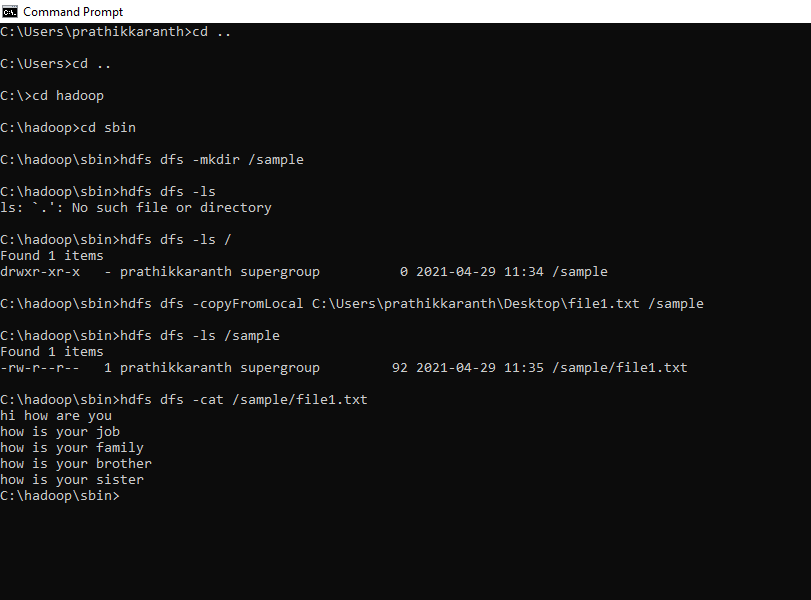 Command Prompt
C:\Users\prathikkaranth>cd ..
C:\Users>cd ..
C:\>cd hadoop
C:\hadoop>cd sbin
C:\hadoop\sbin>hdfs dfs -mkdir /sample
C:\hadoop\sbin>hdfs dfs -ls
ls: `.': No such file or directory
C:\hadoop\sbin>hdfs dfs -ls /
Found 1 items
drwxr-xr-x   - prathikkaranth supergroup          0 2021-04-29 11:34 /sample
C:\hadoop\sbin>hdfs dfs -copyFromLocal C:\Users\prathikkaranth\Desktop\file1.txt /sample
C:\hadoop\sbin>hdfs dfs -ls /sample
Found 1 items
-rw-r--r--   1 prathikkaranth supergroup         92 2021-04-29 11:35 /sample/file1.txt
C:\hadoop\sbin>hdfs dfs -cat /sample/file1.txt
hi how are you
how is your job
how is your family
how is your brother
how is your sister
C:\hadoop\sbin>